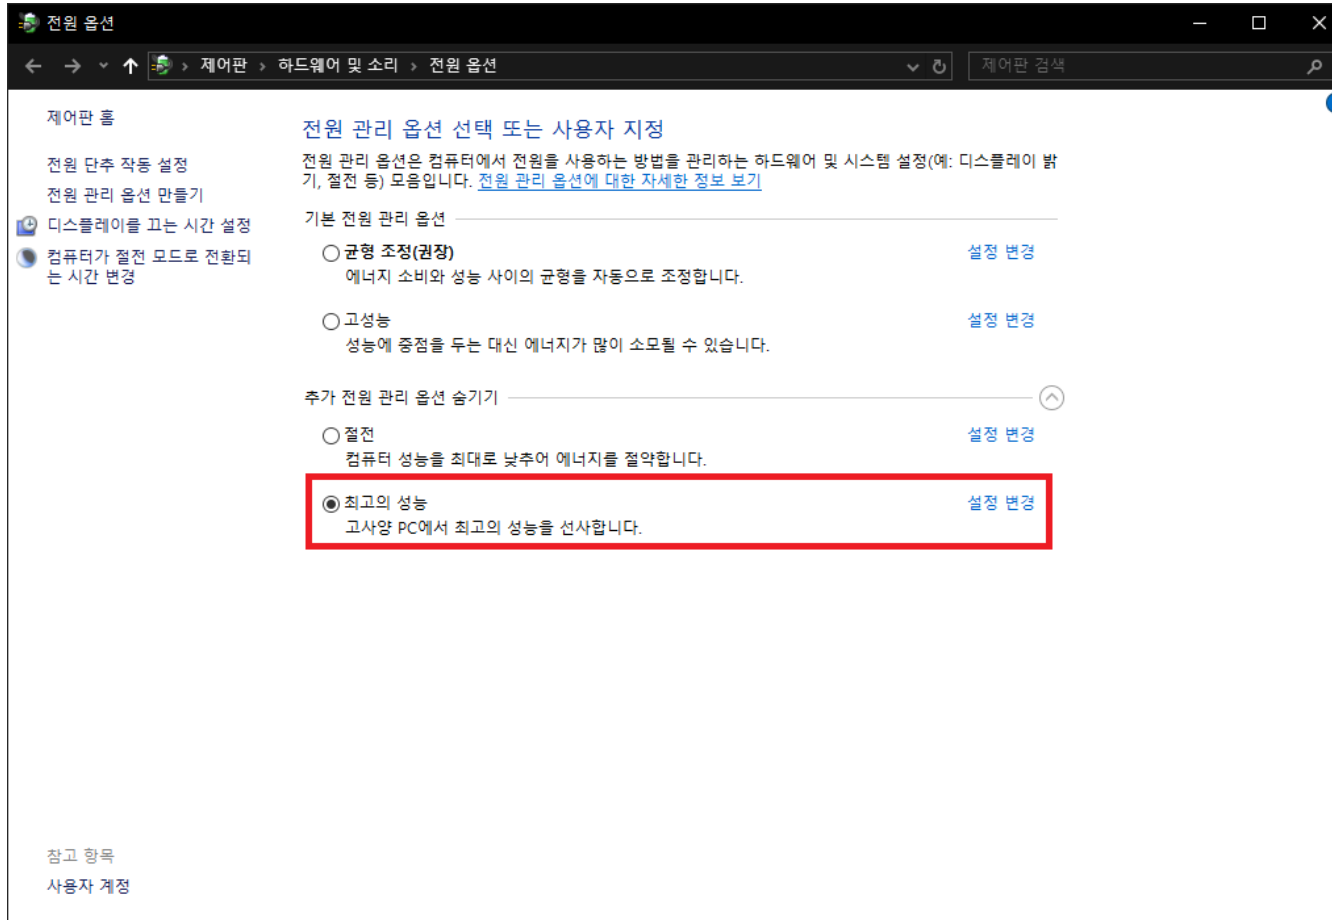 전원 옵션
제어판 › 하드웨어 및 소리 › 전원 옵션
제어판 검색
제어판 홈
전원 단추 작동 설정
전원 관리 옵션 만들기
디스플레이를 끄는 시간 설정
컴퓨터가 절전 모드로 전환되
는 시간 변경
전원 관리 옵션 선택 또는 사용자 지정
전원 관리 옵션은 컴퓨터에서 전원을 사용하는 방법을 관리하는 하드웨어 및 시스템 설정(예: 디스플레이 밝
기, 절전 등) 모음입니다. 전원 관리 옵션에 대한 자세한 정보 보기
기본 전원 관리 옵션
균형 조정(권장) 설정 변경
에너지 소비와 성능 사이의 균형을 자동으로 조정합니다.
고성능 설정 변경
성능에 중점을 두는 대신 에너지가 많이 소모될 수 있습니다.
추가 전원 관리 옵션 숨기기
절전 설정 변경
컴퓨터 성능을 최대로 낮추어 에너지를 절약합니다.
최고의 성능 설정 변경
고사양 PC에서 최고의 성능을 선사합니다.
참고 항목
사용자 계정